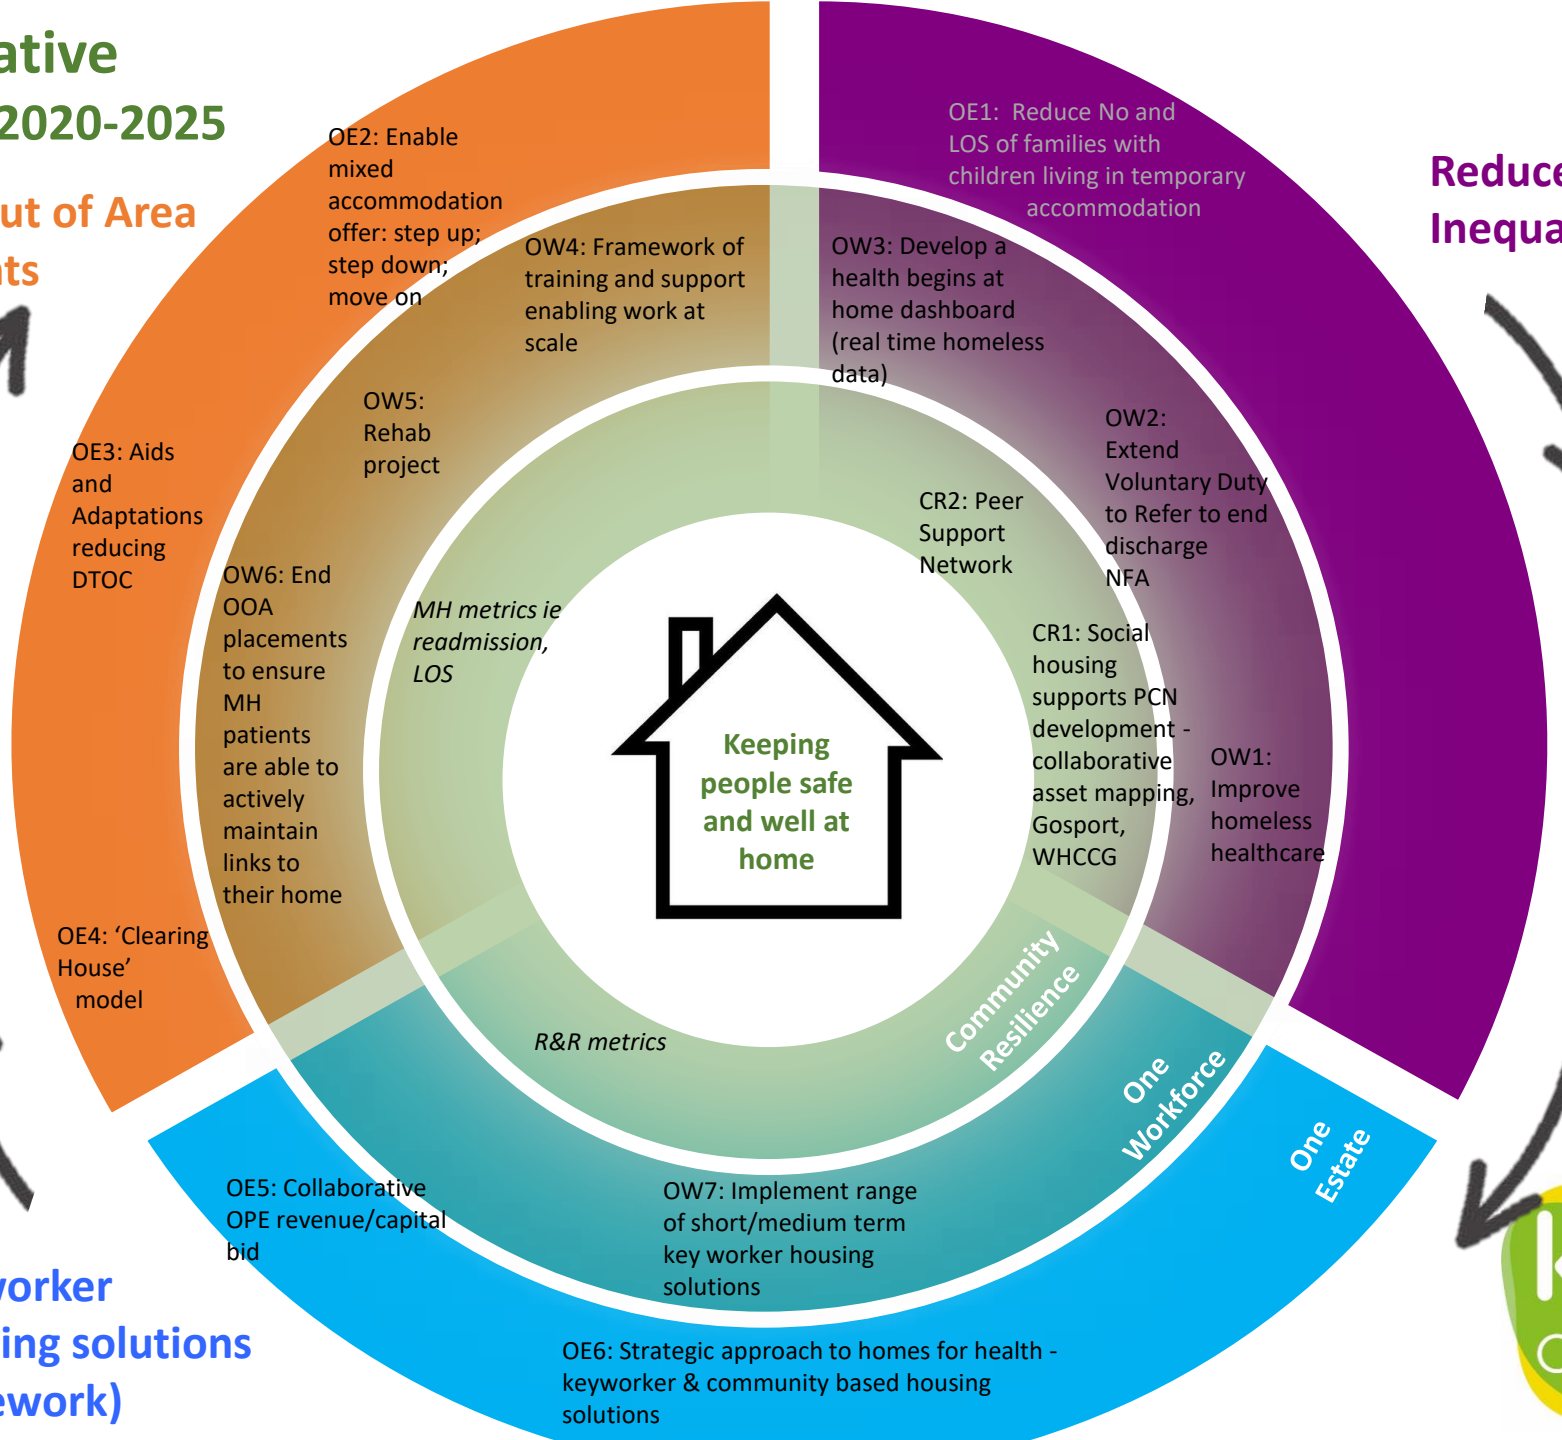 ative
2020-2025
ut of Area
ts
Reduce
Inequa
OE1: Reduce No and
LOS of families with
children living in temporary
accommodation
OE2: Enable
mixed
accommodation
offer: step up;
step down;
move on
OW4: Framework of
training and support
enabling work at
scale
OW3: Develop a
health begins at
home dashboard
(real time homeless
data)
OW5:
Rehab
project
OW2:
Extend
Voluntary Duty
to Refer to end
discharge
NFA
OE3: Aids
and
Adaptations
reducing
DTOC
CR2: Peer
Support
Network
OW6: End
OOA
placements
to ensure
MH
patients
are able to
actively
maintain
links to
their home
MH metrics ie
readmission,
LOS
CR1: Social
housing
supports PCN
development -
collaborative
asset mapping,
Gosport,
WHCCG
OW1:
Improve
homeless
healthcare
Keeping
people safe
and well at
home
OE4: ‘Clearing
House’
model
R&R metrics
Community
Resilience
One
Workforce
One
Estate
OE5: Collaborative
OPE revenue/capital
bid
OW7: Implement range
of short/medium term
key worker housing
solutions
OE6: Strategic approach to homes for health -
keyworker & community based housing
solutions
vorker
ing solutions
ework)